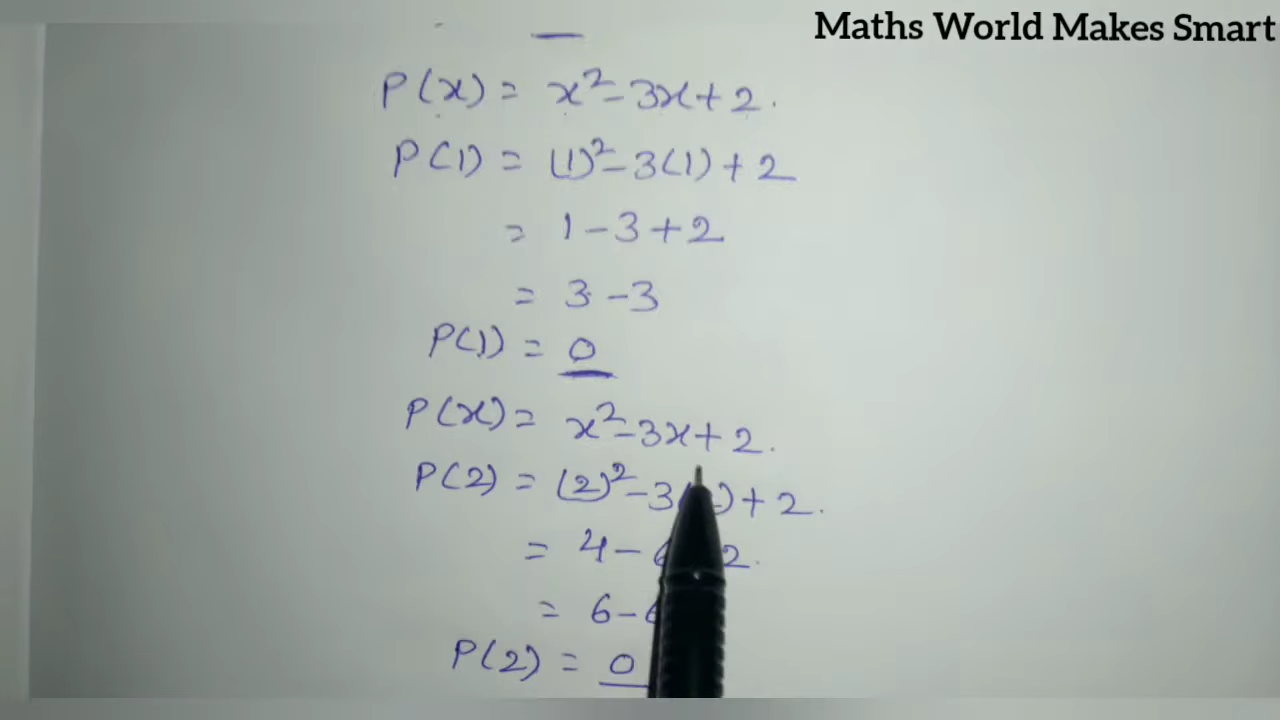 Maths World Makes Smart
P(x) = x² - 3x + 2.
P(1) = (1)² - 3(1) + 2
= 1 - 3 + 2
= 3 - 3
P(1) = 0
P(x) = x² - 3x + 2.
P(2) = (2)² - 3( ) + 2.
= 4 - 2.
= 6 -
P(2) = 0